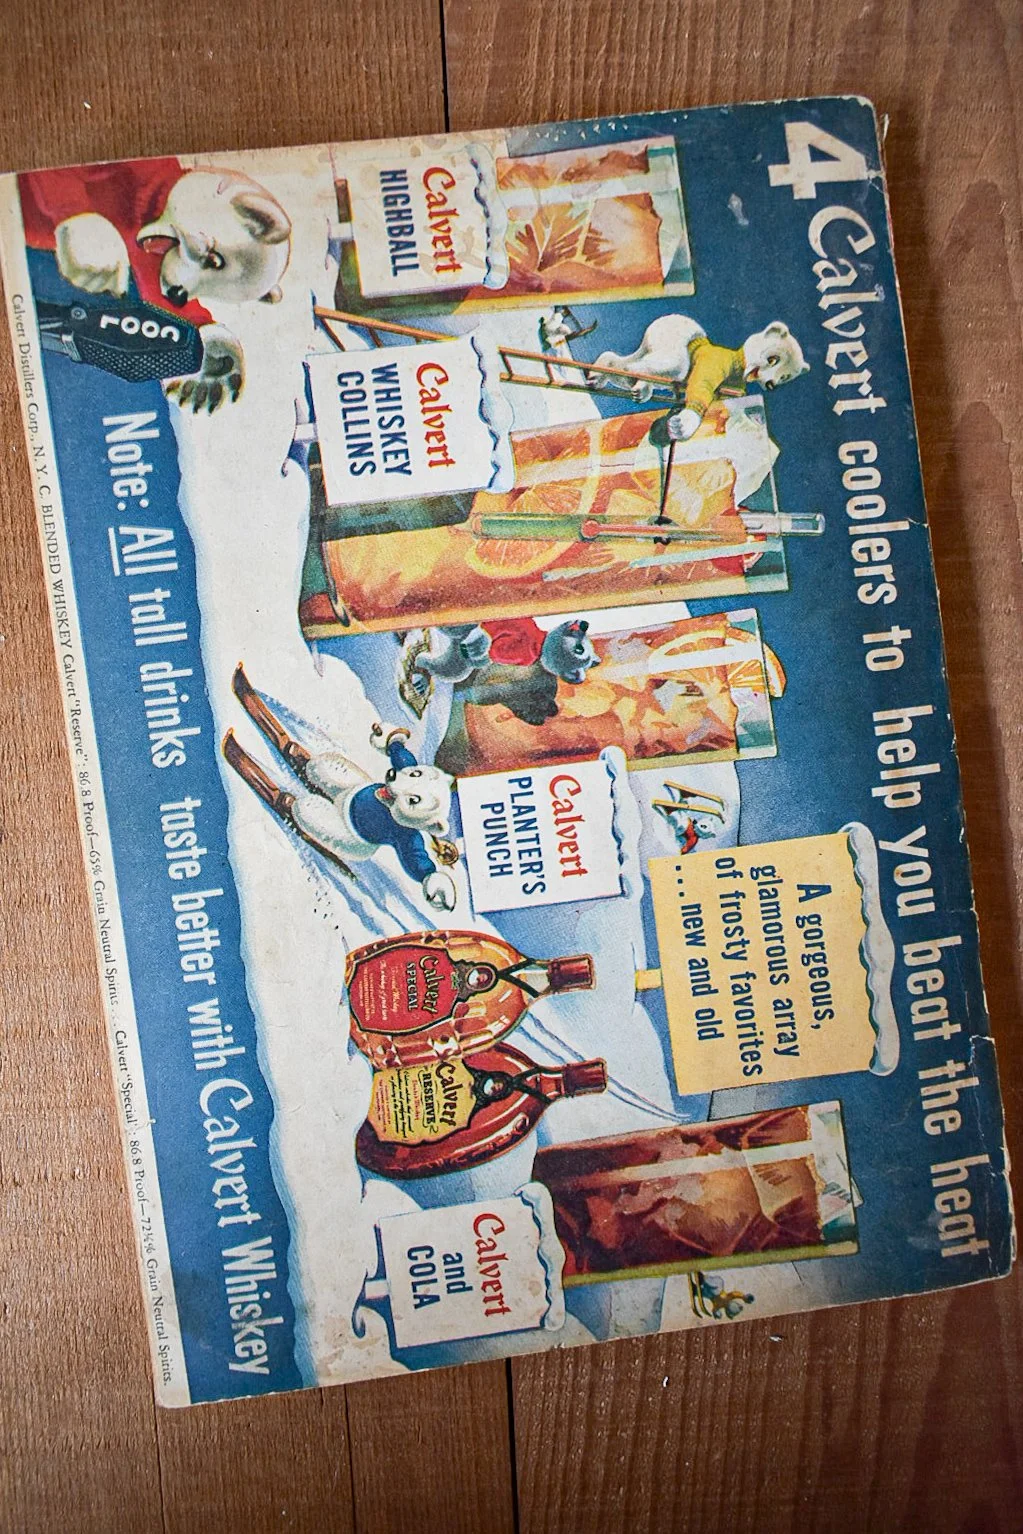 4 Calvert coolers to help you beat the heat
A gorgeous,
glamorous array
of frosty favorites
... new and old
Calvert
HIGHBALL
Calvert
WHISKEY
COLLINS
Calvert
PLANTER'S
PUNCH
Calvert
SPECIAL
Calvert
RESERVE
Calvert
and
COLA
COOL
Note: All tall drinks taste better with Calvert Whiskey
Calvert Distillers Corp., N. Y. C. BLENDED WHISKEY Calvert "Reserve": 86.8 Proof—65% Grain Neutral Spirits... Calvert "Special": 86.8 Proof—72½% Grain Neutral Spirits.